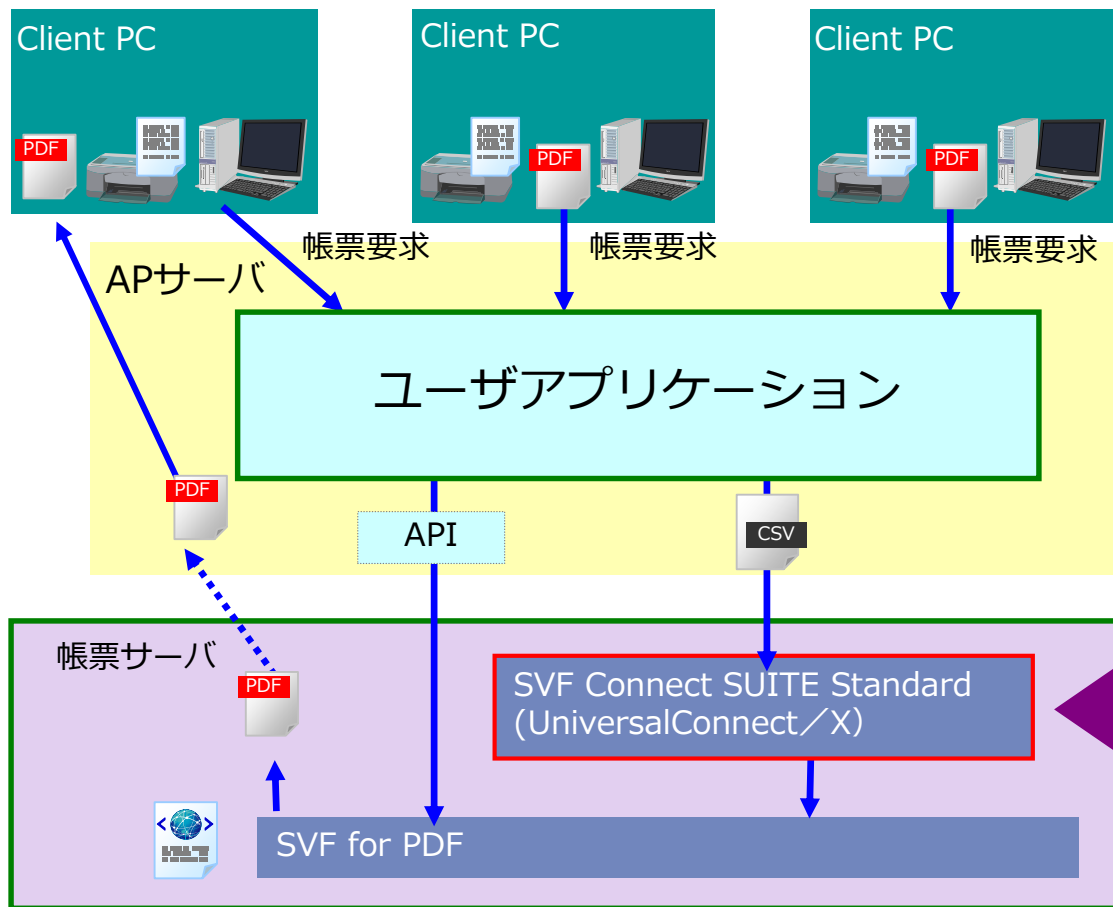 Client PC
Client PC
Client PC
PDF
PDF
PDF
帳票要求
帳票要求
帳票要求
APサーバ
ユーザアプリケーション
PDF
API
CSV
帳票サーバ
PDF
SVF Connect SUITE Standard
(UniversalConnect／X）
SVF for PDF